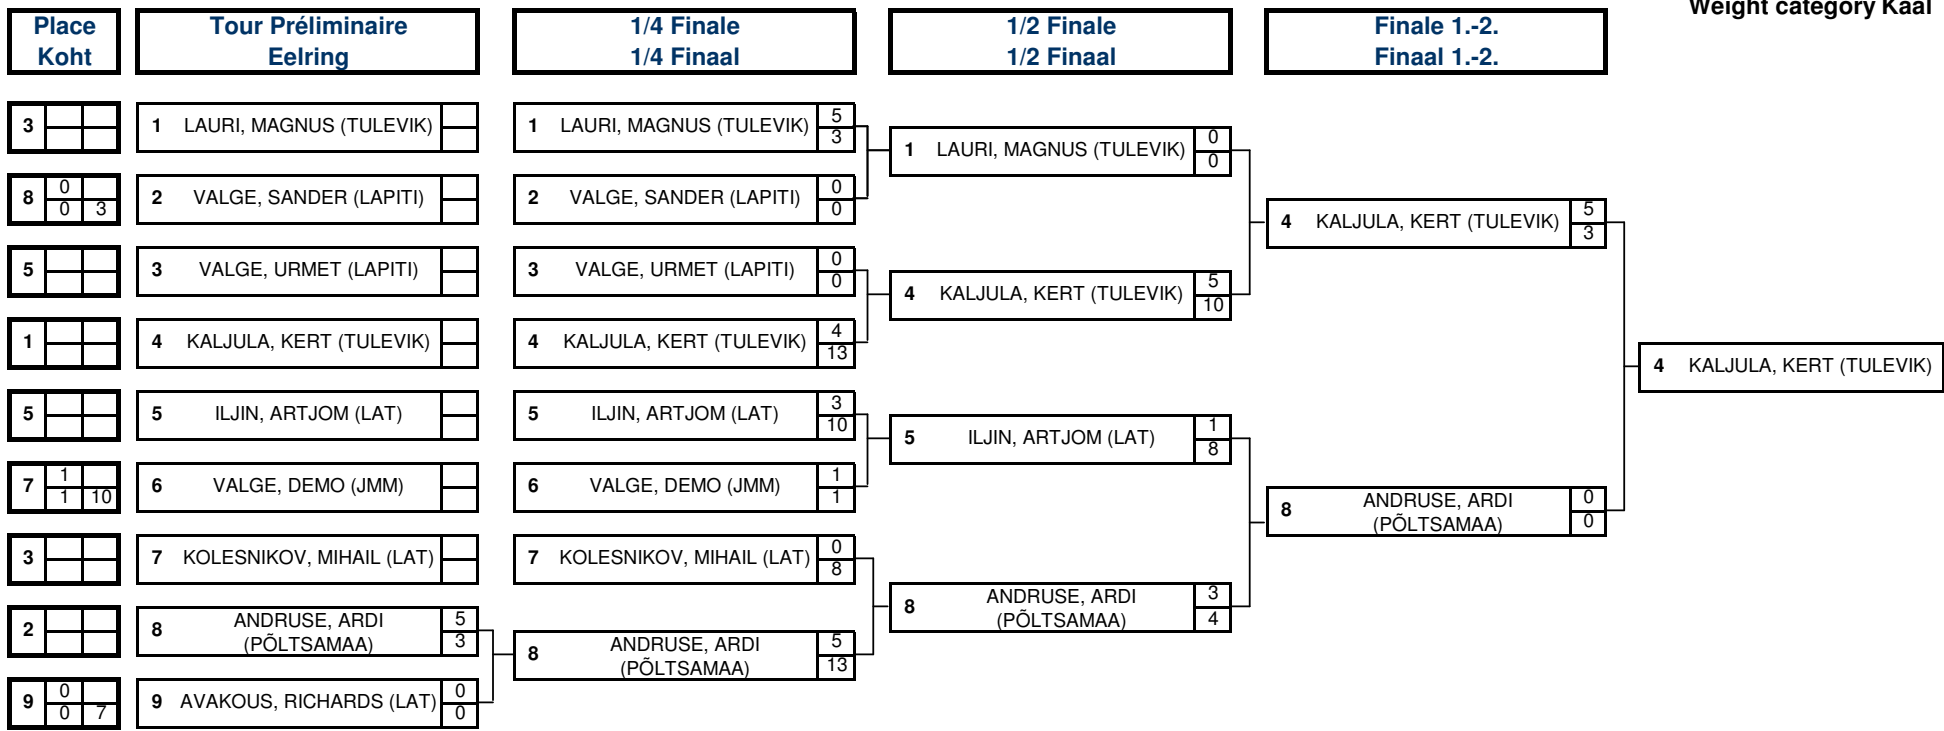 Weight category Kaal
Place
Koht
Tour Préliminaire
Eelring
1/4 Finale
1/4 Finaal
1/2 Finale
1/2 Finaal
Finale 1.-2.
Finaal 1.-2.
3
1 LAURI, MAGNUS (TULEVIK)
8 0
0 3
2 VALGE, SANDER (LAPITI)
5
3 VALGE, URMET (LAPITI)
1
4 KALJULA, KERT (TULEVIK)
5
5 ILJIN, ARTJOM (LAT)
7 1
1 10
6 VALGE, DEMO (JMM)
3
7 KOLESNIKOV, MIHAIL (LAT)
2
8 ANDRUSE, ARDI 5
(PÕLTSAMAA) 3
9 0
0 7
9 AVAKOUS, RICHARDS (LAT) 0
0
1 LAURI, MAGNUS (TULEVIK) 5
3
2 VALGE, SANDER (LAPITI) 0
0
3 VALGE, URMET (LAPITI) 0
0
4 KALJULA, KERT (TULEVIK) 4
13
5 ILJIN, ARTJOM (LAT) 3
10
6 VALGE, DEMO (JMM) 1
1
7 KOLESNIKOV, MIHAIL (LAT) 0
8
8 ANDRUSE, ARDI 5
(PÕLTSAMAA) 13
1 LAURI, MAGNUS (TULEVIK) 0
0
4 KALJULA, KERT (TULEVIK) 5
10
5 ILJIN, ARTJOM (LAT) 1
8
8 ANDRUSE, ARDI 3
(PÕLTSAMAA) 4
4 KALJULA, KERT (TULEVIK) 5
3
8 ANDRUSE, ARDI 0
(PÕLTSAMAA) 0
4 KALJULA, KERT (TULEVIK)